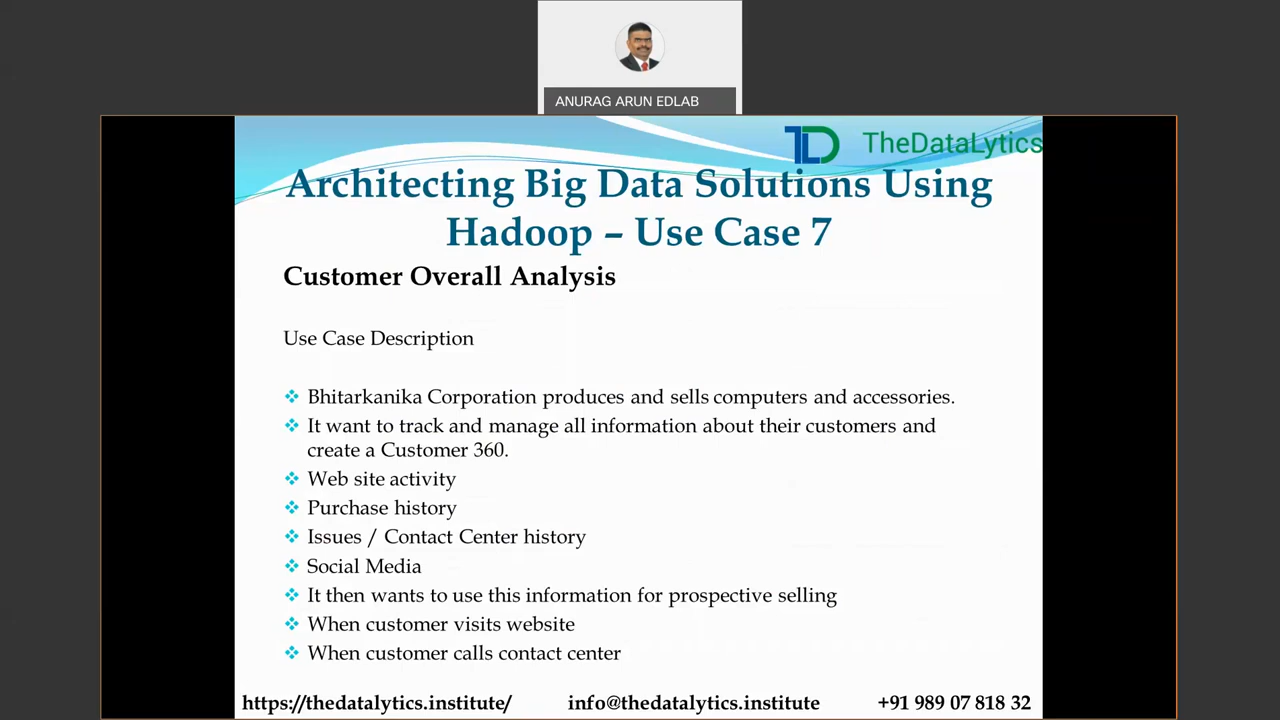 ANURAG ARUN EDLAB
TheDataLytics
Architecting Big Data Solutions Using
Hadoop – Use Case 7
Customer Overall Analysis
Use Case Description
❖ Bhitarkanika Corporation produces and sells computers and accessories.
❖ It want to track and manage all information about their customers and
create a Customer 360.
❖ Web site activity
❖ Purchase history
❖ Issues / Contact Center history
❖ Social Media
❖ It then wants to use this information for prospective selling
❖ When customer visits website
❖ When customer calls contact center
https://thedatalytics.institute/ info@thedatalytics.institute +91 989 07 818 32